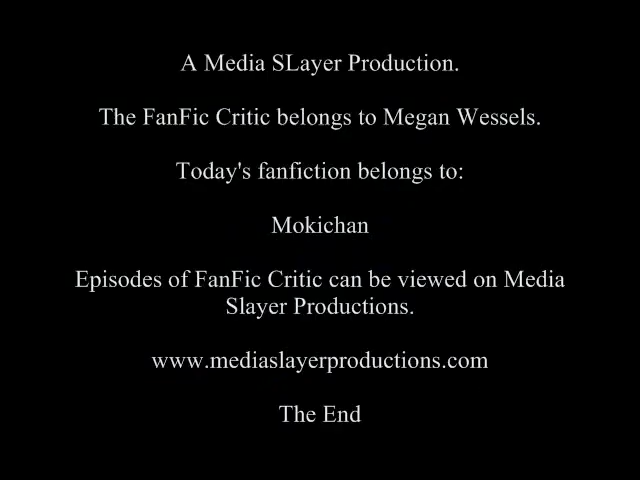 A Media SLayer Production.
The FanFic Critic belongs to Megan Wessels.
Today's fanfiction belongs to:
Mokichan
Episodes of FanFic Critic can be viewed on Media
Slayer Productions.
www.mediaslayerproductions.com
The End